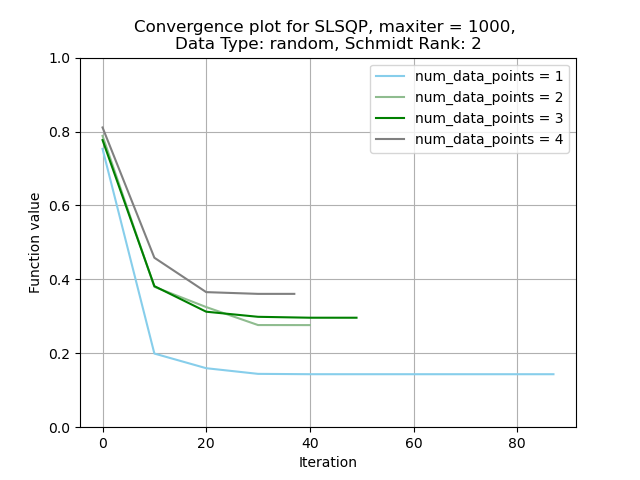 Convergence plot for SLSQP, maxiter = 1000,
Data Type: random, Schmidt Rank: 2
num_data_points = 1
num_data_points = 2
num_data_points = 3
num_data_points = 4
Function value
1.0
0.8
0.6
0.4
0.2
0.0
0 20 40 60 80
Iteration